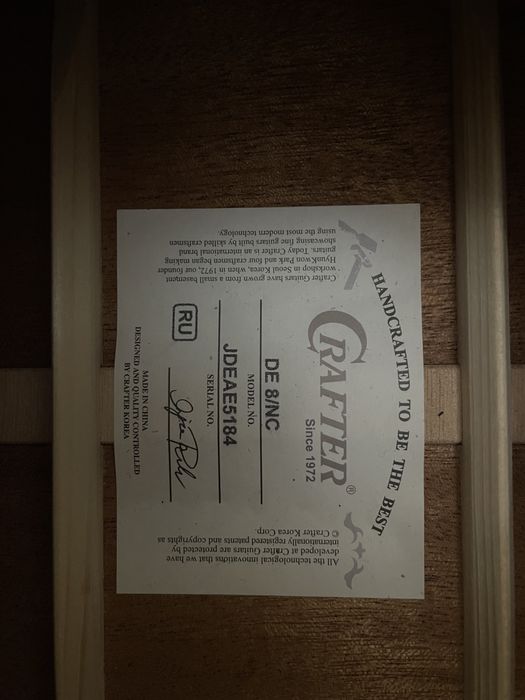 HANDCRAFTED TO BE THE BEST
CRAFTER®
Since 1972
DE 8/NC
MODEL NO.
JDEAE5184
SERIAL NO.
RU
MADE IN CHINA
DESIGNED AND QUALITY CONTROLLED
BY CRAFTER KOREA
Crafter Guitars have grown from a small basement
workshop in Seoul Korea, when in 1972, our founder
HyunKwon Park and four craftsmen began making
guitars. Today Crafter is an international brand
showcasing fine guitars built by skilled craftsmen
using the most modern technology.
All the technological innovations that we have
developed at Crafter Guitars are protected by
internationally registered patents and copyrights as
© Crafter Korea Corp.